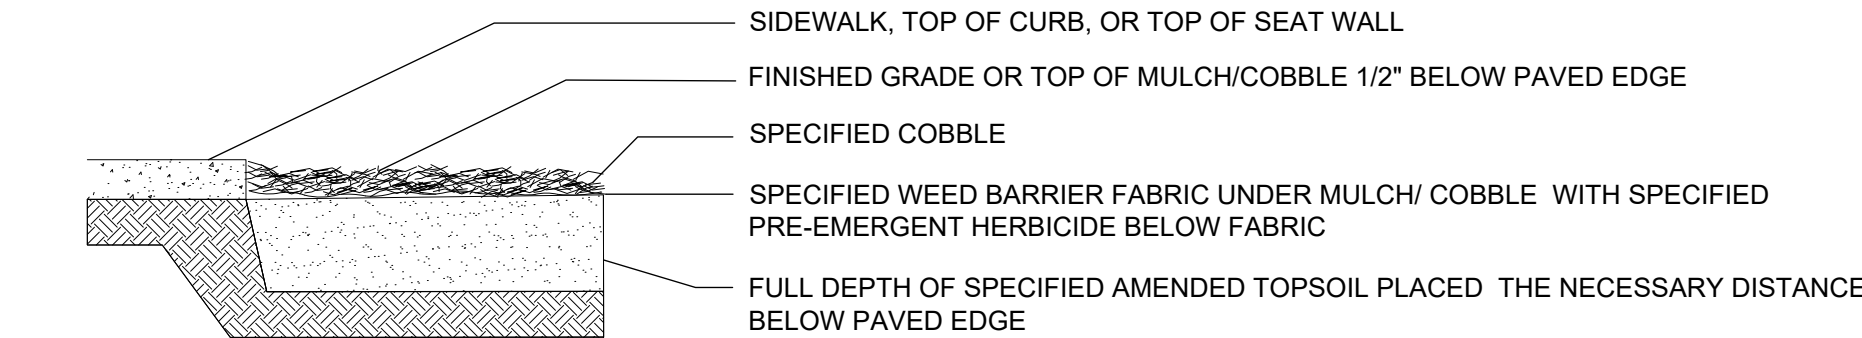 SIDEWALK, TOP OF CURB, OR TOP OF SEAT WALL
FINISHED GRADE OR TOP OF MULCH/COBBLE 1/2" BELOW PAVED EDGE
SPECIFIED COBBLE
SPECIFIED WEED BARRIER FABRIC UNDER MULCH/ COBBLE WITH SPECIFIED
PRE-EMERGENT HERBICIDE BELOW FABRIC
FULL DEPTH OF SPECIFIED AMENDED TOPSOIL PLACED THE NECESSARY DISTANCE
BELOW PAVED EDGE